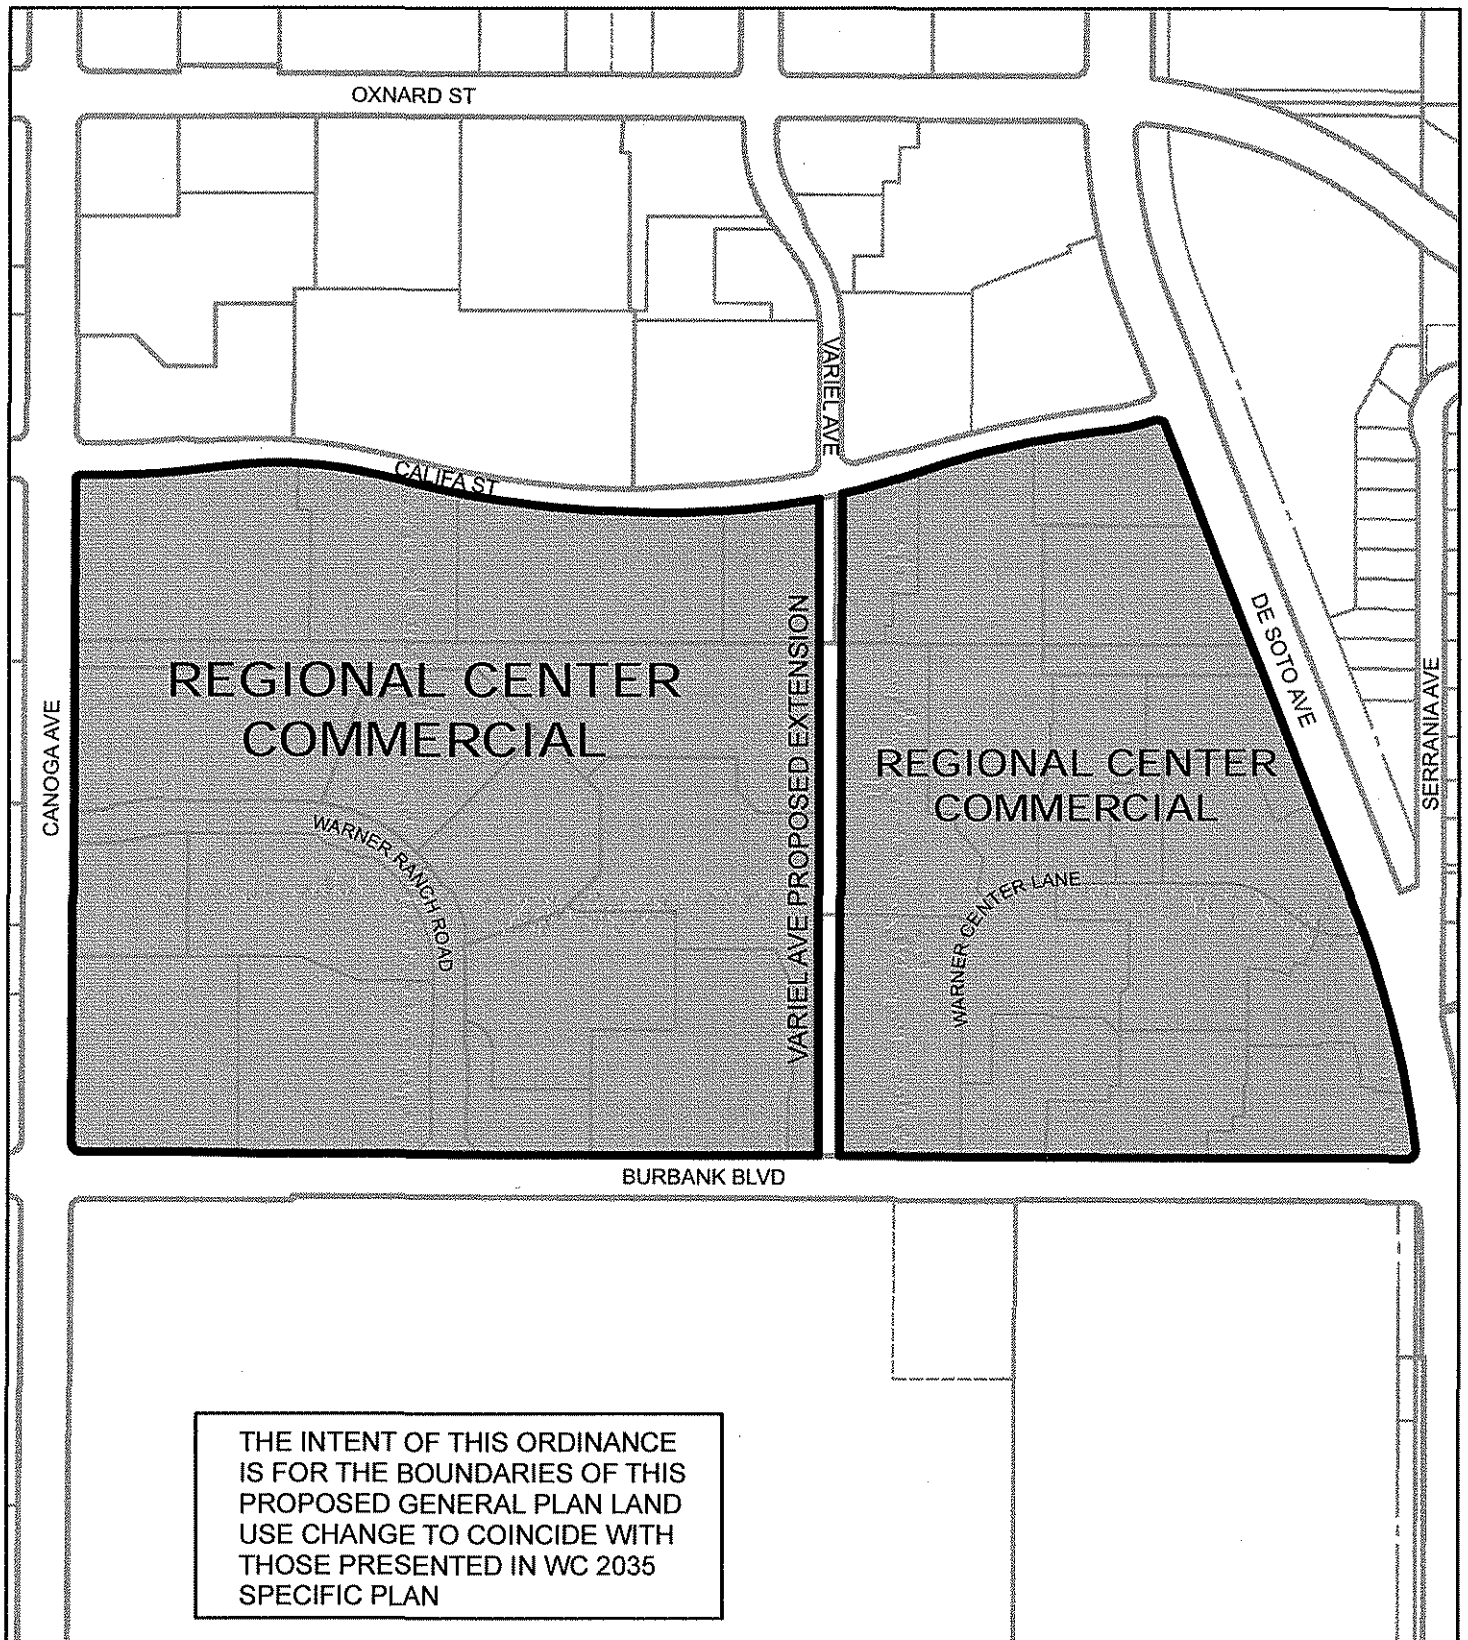 OXNARD ST
VARIEL AVE
CALIFA ST
DE SOTO AVE
SERRANIA AVE
CANOGA AVE
REGIONAL CENTER
COMMERCIAL
VARIEL AVE PROPOSED EXTENSION
REGIONAL CENTER
COMMERCIAL
WARNER RANCH ROAD
WARNER CENTER LANE
BURBANK BLVD
THE INTENT OF THIS ORDINANCE
IS FOR THE BOUNDARIES OF THIS
PROPOSED GENERAL PLAN LAND
USE CHANGE TO COINCIDE WITH
THOSE PRESENTED IN WC 2035
SPECIFIC PLAN